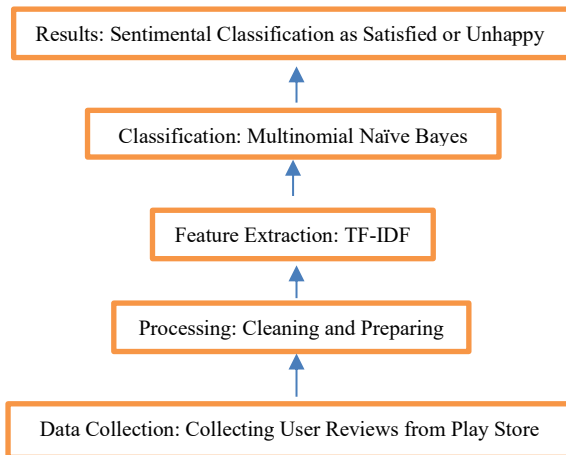 Results: Sentimental Classification as Satisfied or Unhappy
Classification: Multinomial Naïve Bayes
Feature Extraction: TF-IDF
Processing: Cleaning and Preparing
Data Collection: Collecting User Reviews from Play Store